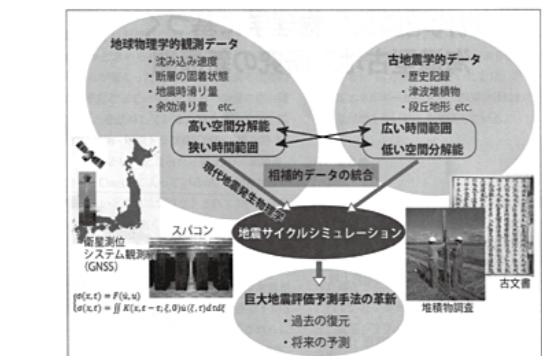 地球物理学的観測データ
・沈み込み速度
・断層の固着状態
・地震時滑り量
・余効滑り量 etc.
高い空間分解能
狭い時間範囲
古地震学的データ
・歴史記録
・津波堆積物
・段丘地形 etc.
広い時間範囲
低い空間分解能
相補的データの統合
現代地震発生物理学
地震サイクルシミュレーション
衛星測位
システム観測網
(GNSS)
スパコン
σ(x,t) = F(u̇,u)
σ(x,t) = ∬ K(x,t−τ;ξ,0)u̇(ξ,τ)dτdξ
堆積物調査
古文書
巨大地震評価予測手法の革新
・過去の復元
・将来の予測